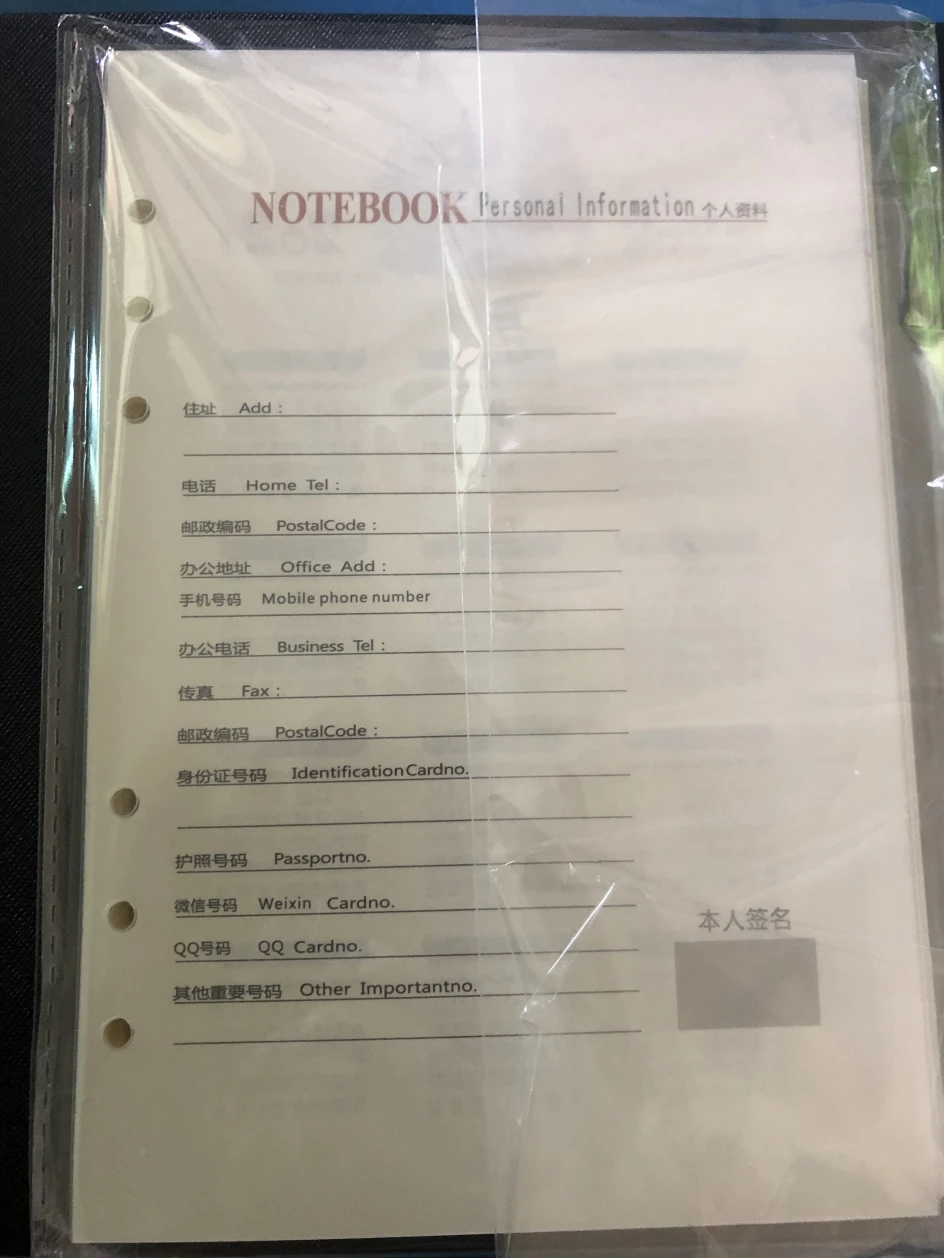 NOTEBOOK Personal Information 个人资料
住址 Add :
电话 Home Tel :
邮政编码 PostalCode :
办公地址 Office Add :
手机号码 Mobile phone number
办公电话 Business Tel :
传真 Fax :
邮政编码 PostalCode :
身份证号码 Identification Cardno.
护照号码 Passportno.
微信号码 Weixin Cardno.
QQ号码 QQ Cardno.
其他重要号码 Other Importantno.
本人签名